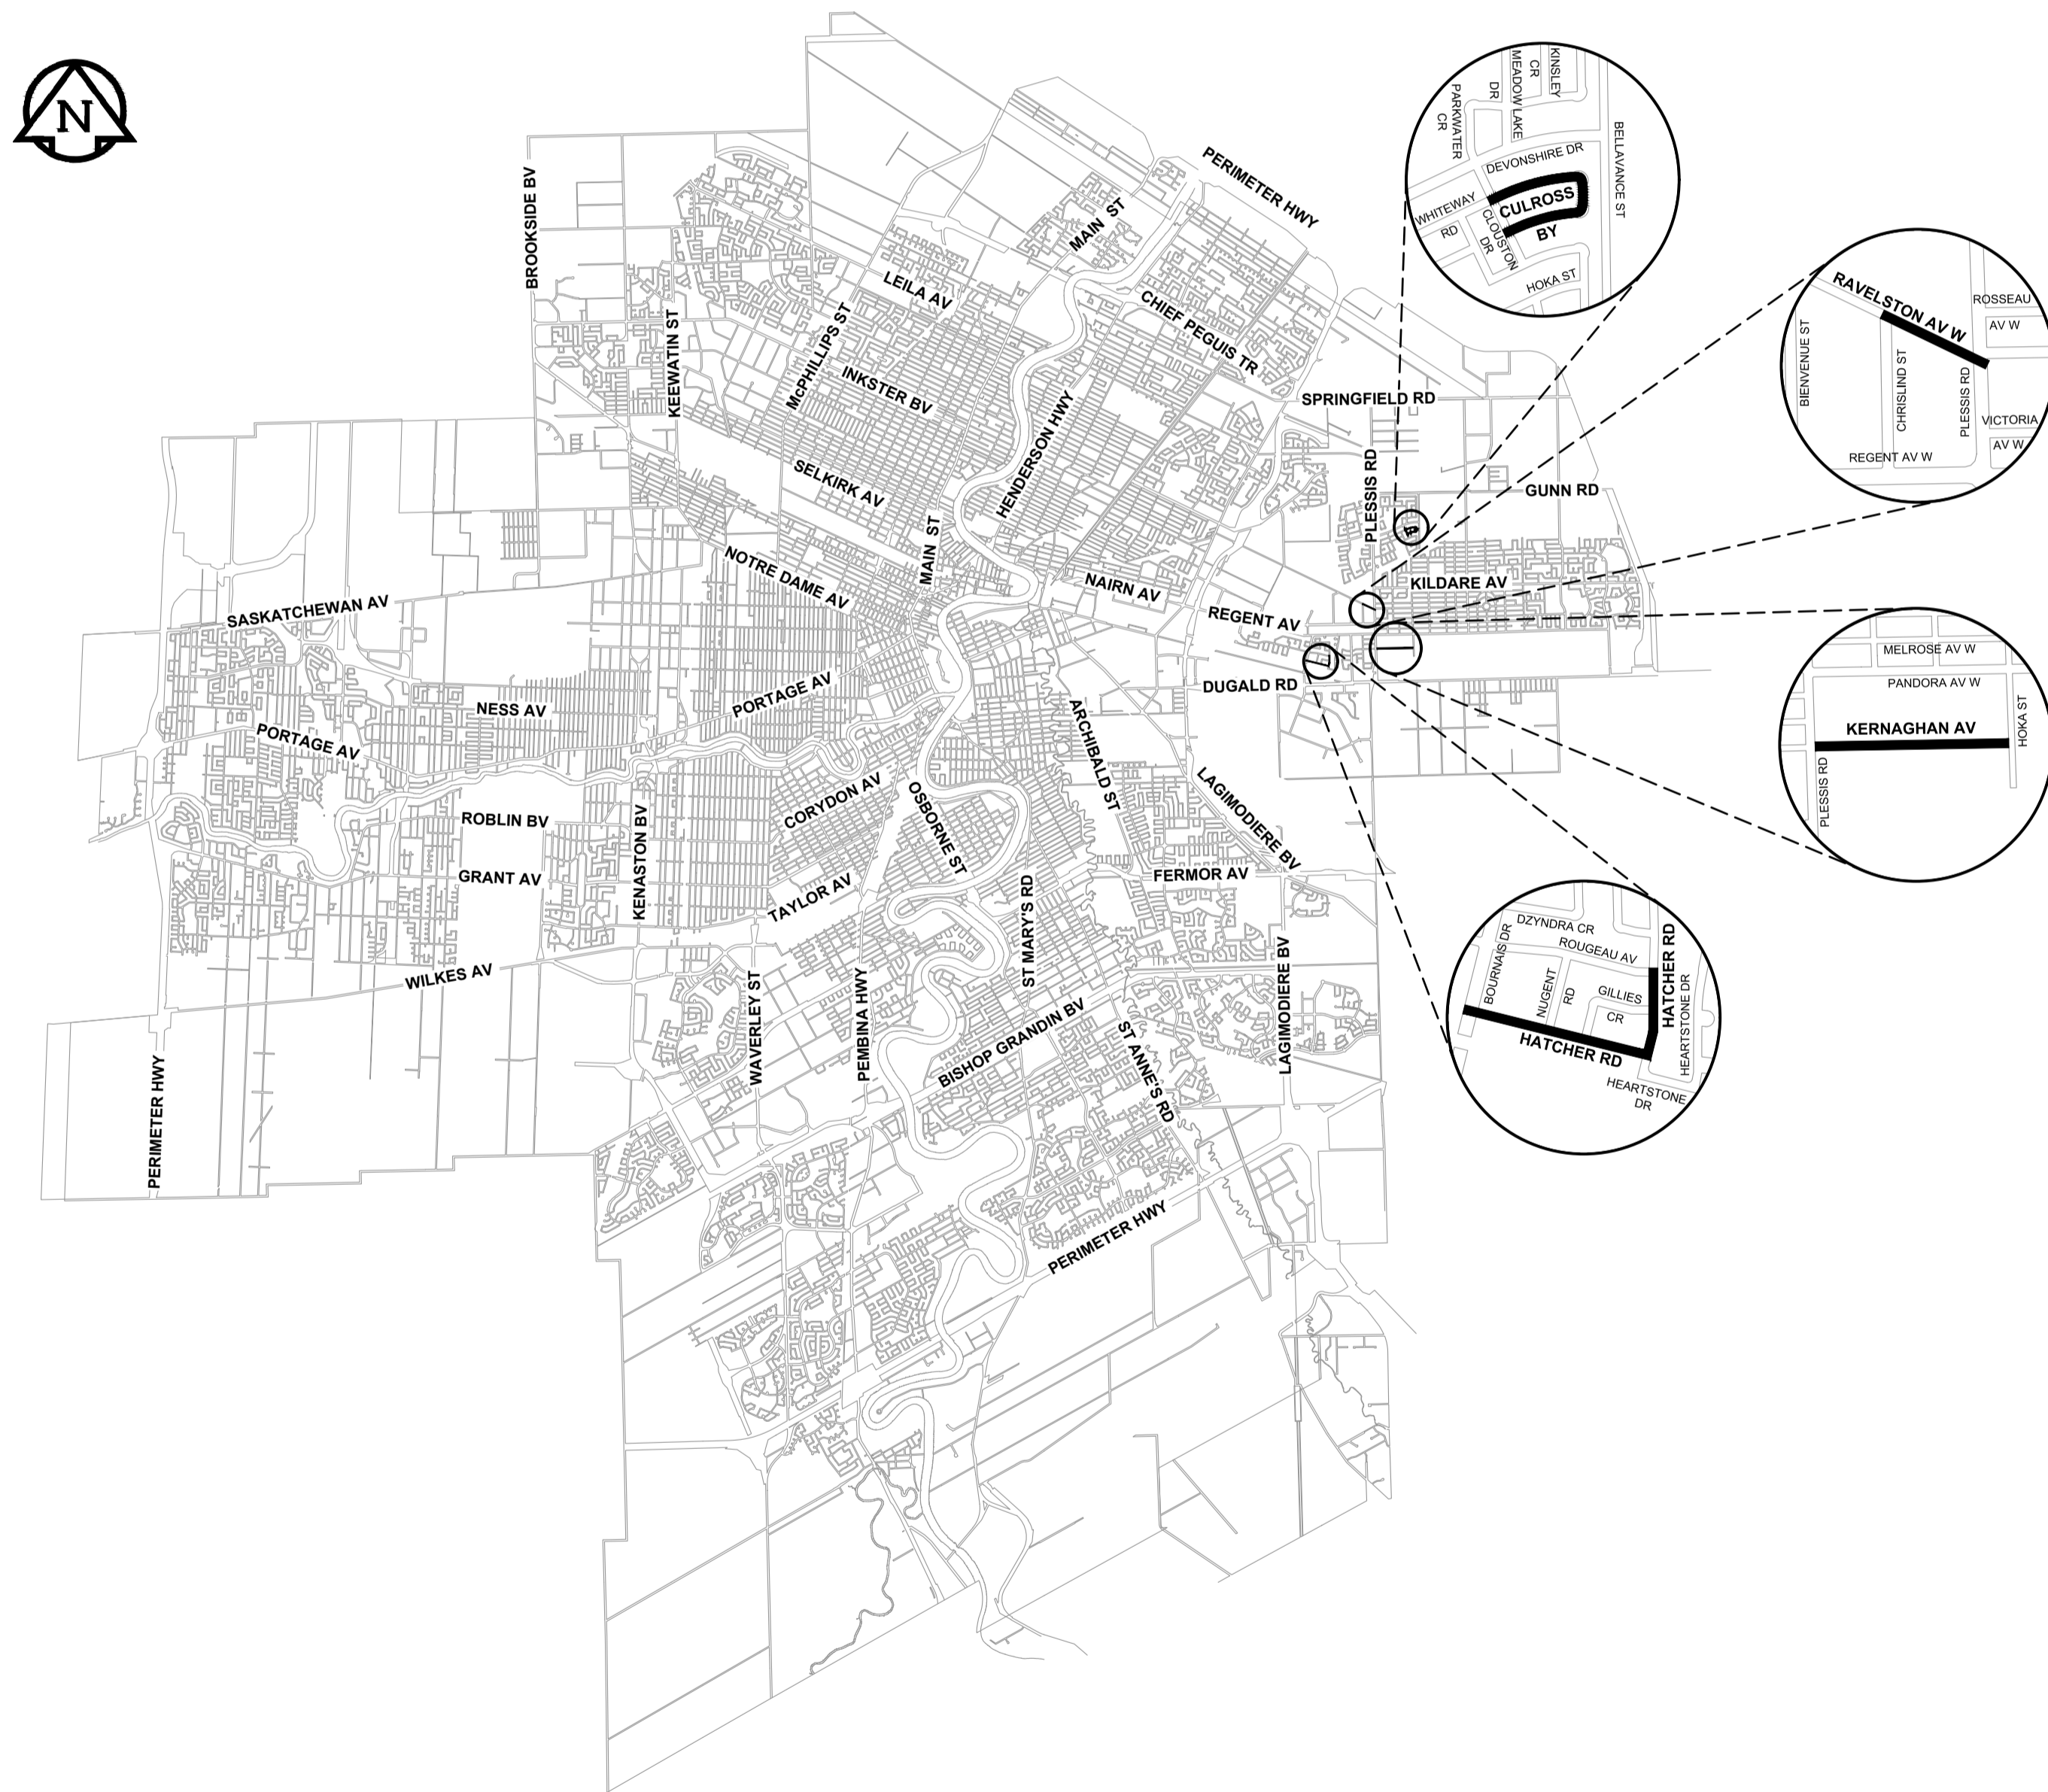 N
KINSLEY
CR
MEADOW LAKE
DR
PARKWATER
CR
BELLAVANCE ST
DEVONSHIRE DR
WHITEWAY
RD
CULROSS
BY
CLOUSTON
DR
HOKA ST
RAVELSTON AV W
ROSSEAU
AV W
BIENVENUE ST
CHRISLIND ST
PLESSIS RD
VICTORIA
AV W
REGENT AV W
MELROSE AV W
PANDORA AV W
KERNAGHAN AV
HOKA ST
PLESSIS RD
DZYNDRA CR
ROUGEAU AV
BOURNAIS DR
NUGENT
RD
GILLIES
CR
HATCHER RD
HEARTSTONE DR
HATCHER RD
HEARTSTONE
DR
PERIMETER HWY
BROOKSIDE BV
MAIN ST
LEILA AV
CHIEF PEGUIS TR
KEEWATIN ST
McPHILLIPS ST
INKSTER BV
SPRINGFIELD RD
HENDERSON HWY
SELKIRK AV
PLESSIS RD
GUNN RD
MAIN ST
NOTRE DAME AV
NAIRN AV
KILDARE AV
SASKATCHEWAN AV
REGENT AV
DUGALD RD
PORTAGE AV
NESS AV
PORTAGE AV
ARCHIBALD ST
CORYDON AV
OSBORNE ST
LAGIMODIERE BV
ROBLIN BV
KENASTON BV
GRANT AV
TAYLOR AV
FERMOR AV
ST MARY'S RD
WILKES AV
WAVERLEY ST
PEMBINA HWY
LAGIMODIERE BV
BISHOP GRANDIN BV
ST ANNE'S RD
PERIMETER HWY
PERIMETER HWY